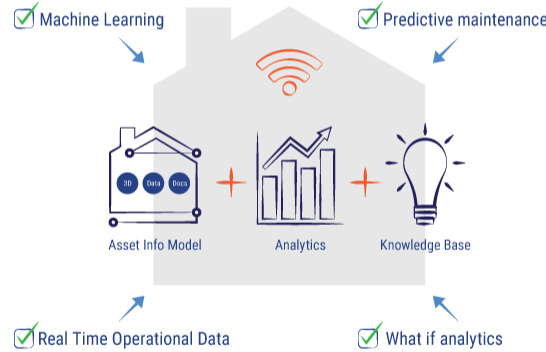 Machine Learning
Predictive maintenance
3D Data Docs
Asset Info Model
Analytics
Knowledge Base
Real Time Operational Data
What if analytics